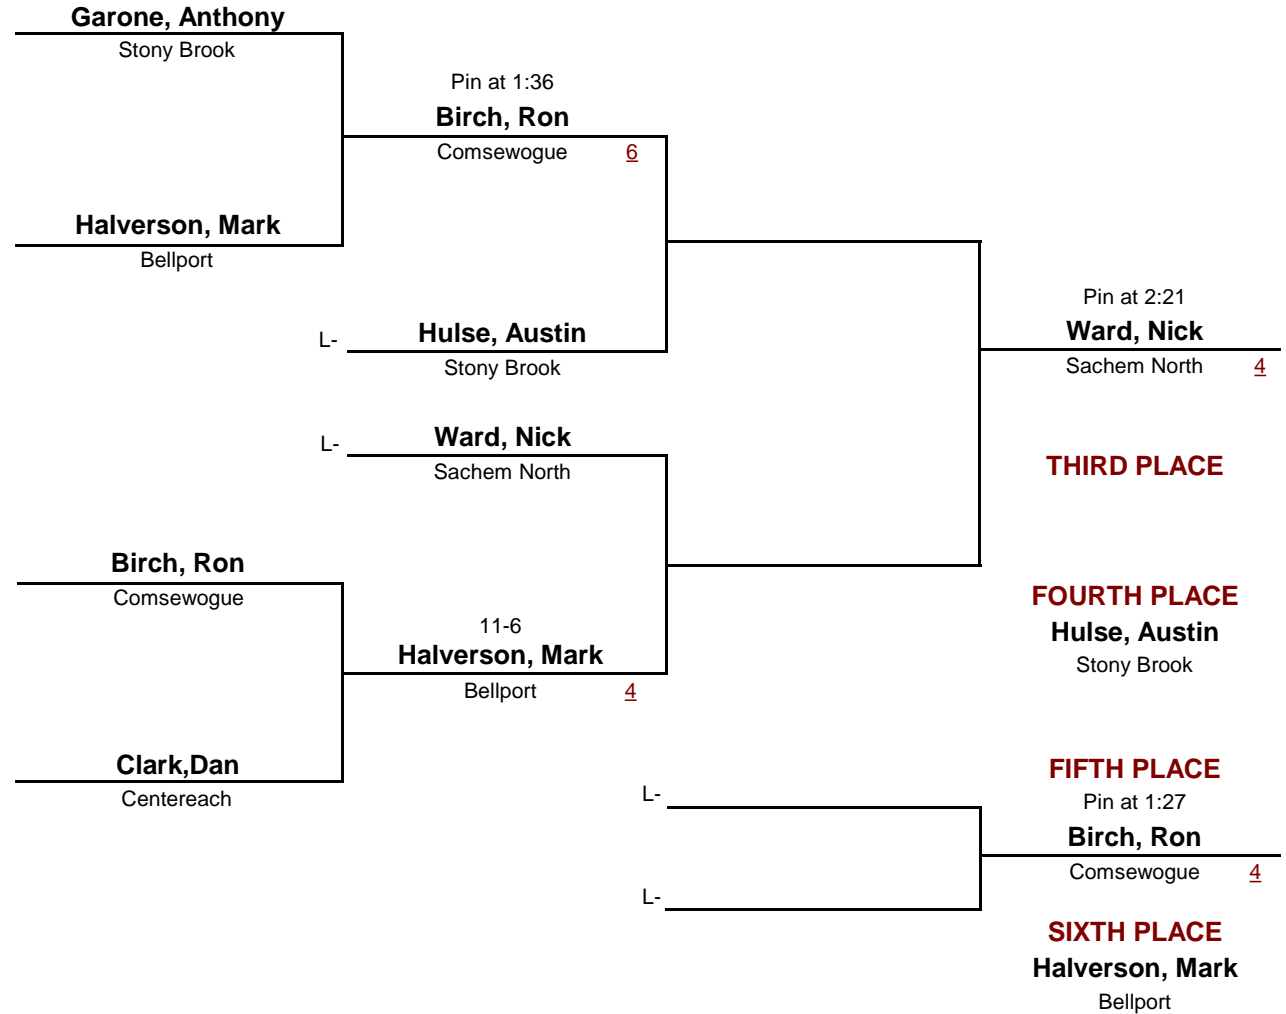 Garone, Anthony
Stony Brook
Pin at 1:36
Birch, Ron
Comsewogue 6
Halverson, Mark
Bellport
L- Hulse, Austin
Stony Brook
Pin at 2:21
Ward, Nick
Sachem North 4
L- Ward, Nick
Sachem North
THIRD PLACE
Birch, Ron
Comsewogue
11-6
Halverson, Mark
Bellport 4
FOURTH PLACE
Hulse, Austin
Stony Brook
Clark,Dan
Centereach
L-
L-
FIFTH PLACE
Pin at 1:27
Birch, Ron
Comsewogue 4
SIXTH PLACE
Halverson, Mark
Bellport